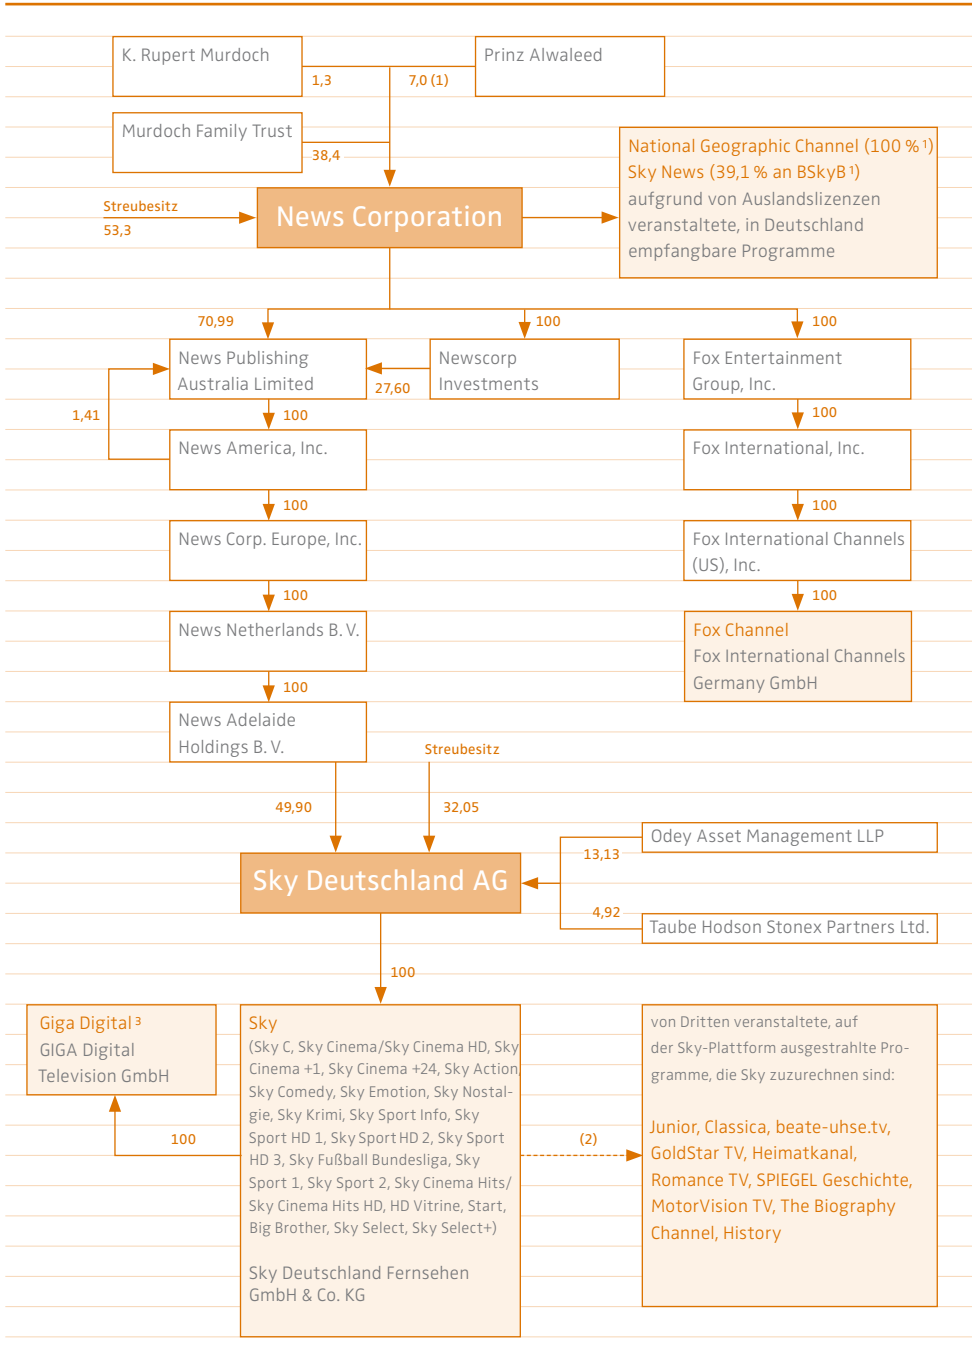 K. Rupert Murdoch
Prinz Alwaleed
1,3
7,0 (1)
Murdoch Family Trust
38,4
National Geographic Channel (100 % ¹)
Sky News (39,1 % an BSkyB ¹)
aufgrund von Auslandslizenzen
veranstaltete, in Deutschland
empfangbare Programme
Streubesitz
53,3
News Corporation
70,99
100
100
News Publishing
Australia Limited
27,60
Newscorp
Investments
Fox Entertainment
Group, Inc.
1,41
100
100
News America, Inc.
Fox International, Inc.
100
100
News Corp. Europe, Inc.
Fox International Channels
(US), Inc.
100
100
News Netherlands B. V.
Fox Channel
Fox International Channels
Germany GmbH
100
News Adelaide
Holdings B. V.
Streubesitz
49,90
32,05
Odey Asset Management LLP
13,13
Sky Deutschland AG
4,92
Taube Hodson Stonex Partners Ltd.
100
Giga Digital ³
GIGA Digital
Television GmbH
100
Sky
(Sky C, Sky Cinema/Sky Cinema HD, Sky
Cinema +1, Sky Cinema +24, Sky Action,
Sky Comedy, Sky Emotion, Sky Nostal-
gie, Sky Krimi, Sky Sport Info, Sky
Sport HD 1, Sky Sport HD 2, Sky Sport
HD 3, Sky Fußball Bundesliga, Sky
Sport 1, Sky Sport 2, Sky Cinema Hits/
Sky Cinema Hits HD, HD Vitrine, Start,
Big Brother, Sky Select, Sky Select+)
Sky Deutschland Fernsehen
GmbH & Co. KG
(2)
von Dritten veranstaltete, auf
der Sky-Plattform ausgestrahlte Pro-
gramme, die Sky zuzurechnen sind:
Junior, Classica, beate-uhse.tv,
GoldStar TV, Heimatkanal,
Romance TV, SPIEGEL Geschichte,
MotorVision TV, The Biography
Channel, History